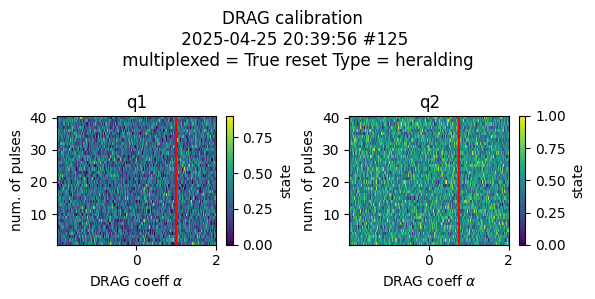 DRAG calibration
2025-04-25 20:39:56 #125
multiplexed = True reset Type = heralding
q1
q2
num. of pulses
40
30
20
10
0
2
DRAG coeff α
0.75
0.50
0.25
0.00
state
num. of pulses
40
30
20
10
0
2
DRAG coeff α
1.00
0.75
0.50
0.25
0.00
state